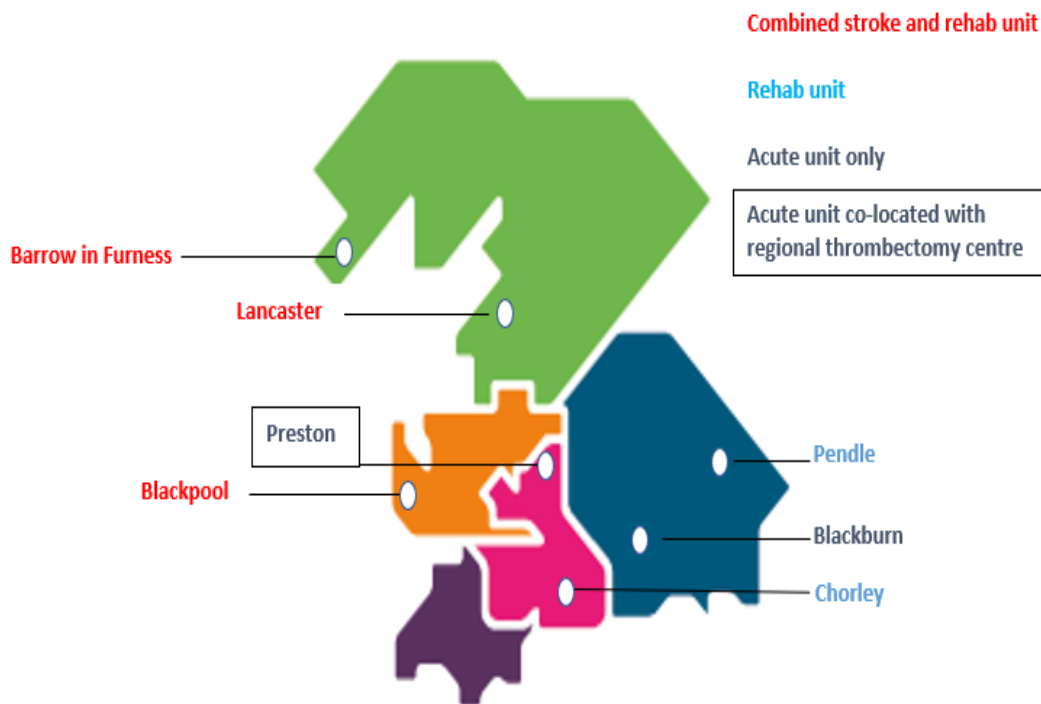 Combined stroke and rehab unit
Rehab unit
Acute unit only
Acute unit co-located with
regional thrombectomy centre
Barrow in Furness
Lancaster
Preston
Blackpool
Pendle
Blackburn
Chorley